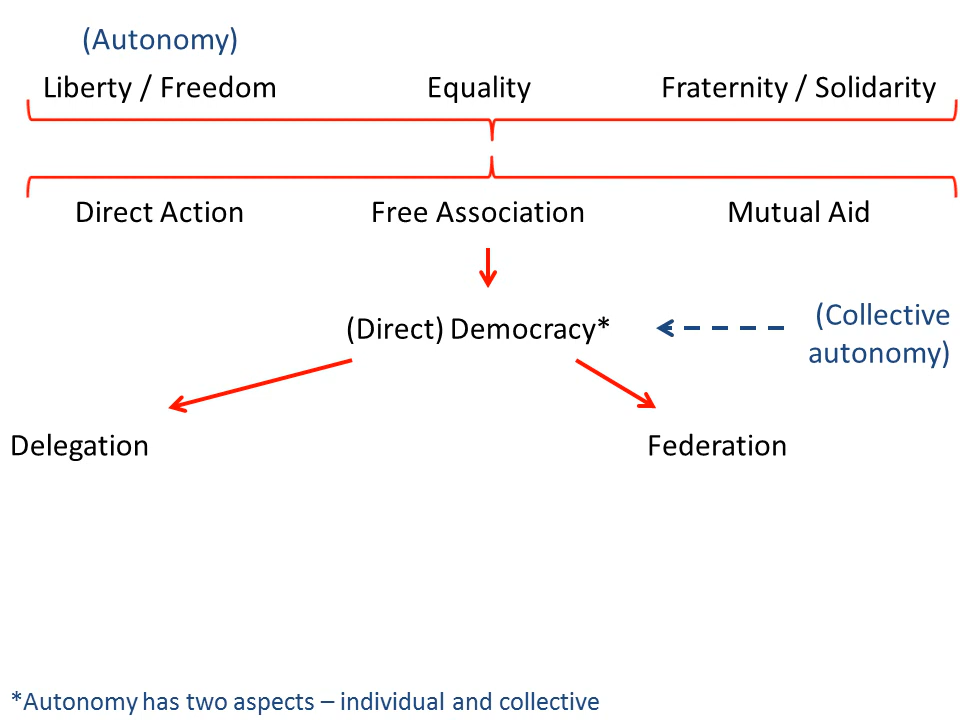 (Autonomy)
Liberty / Freedom Equality Fraternity / Solidarity
Direct Action Free Association Mutual Aid
(Direct) Democracy*
(Collective
autonomy)
Delegation Federation
*Autonomy has two aspects – individual and collective